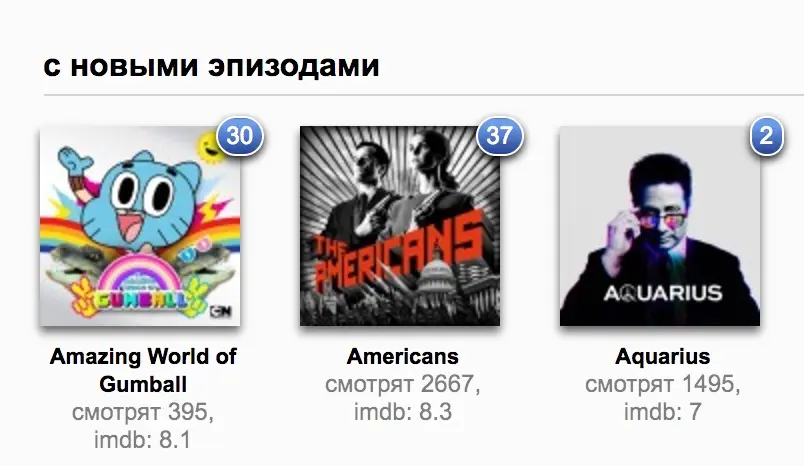 с новыми эпизодами
30
37
2
GUMBALL
CN
THE
AMERICANS
AQUARIUS
Amazing World of
Gumball
смотрят 395,
imdb: 8.1
Americans
смотрят 2667,
imdb: 8.3
Aquarius
смотрят 1495,
imdb: 7